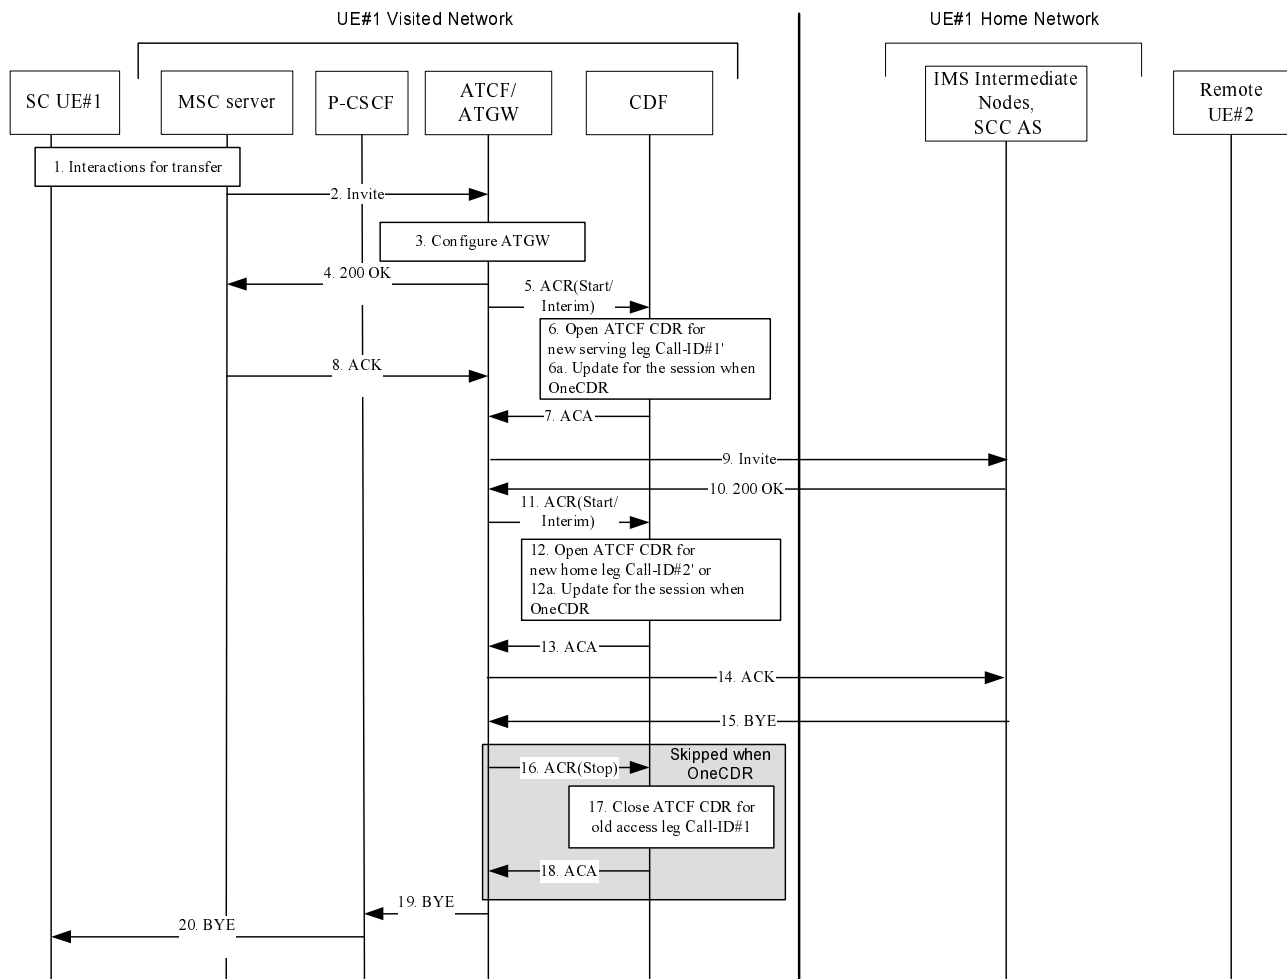 UE#1 Visited Network
UE#1 Home Network
SC UE#1
MSC server
P-CSCF
ATCF/
ATGW
CDF
IMS Intermediate
Nodes,
SCC AS
Remote
UE#2
1. Interactions for transfer
2. Invite
3. Configure ATGW
4. 200 OK
5. ACR(Start/
Interim)
6. Open ATCF CDR for
new serving leg Call-ID#1'
6a. Update for the session when
OneCDR
8. ACK
7. ACA
9. Invite
10. 200 OK
11. ACR(Start/
Interim)
12. Open ATCF CDR for
new home leg Call-ID#2' or
12a. Update for the session when
OneCDR
13. ACA
14. ACK
15. BYE
Skipped when
OneCDR
16. ACR(Stop)
17. Close ATCF CDR for
old access leg Call-ID#1
18. ACA
19. BYE
20. BYE